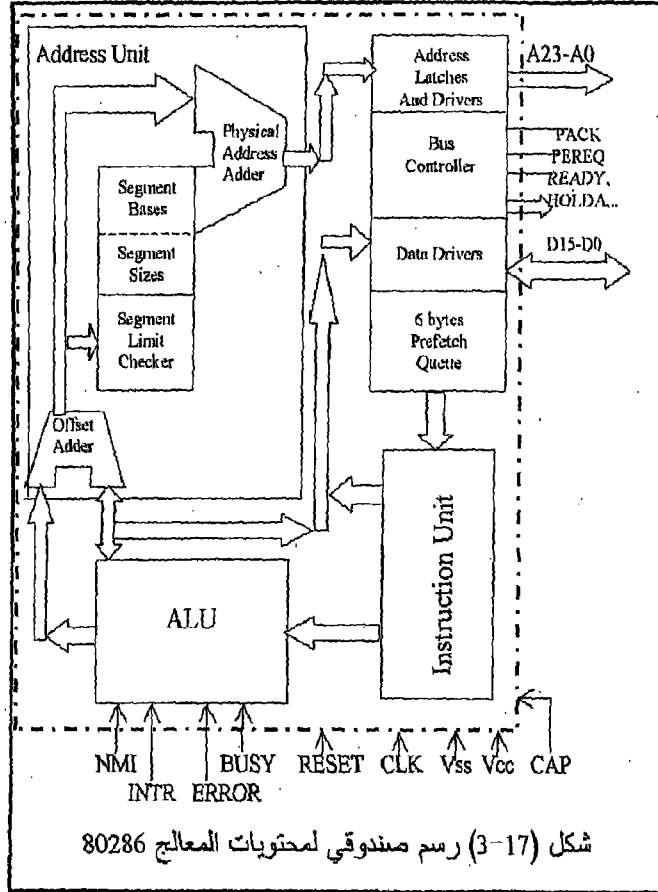 Address Unit
Physical
Address
Adder
Segment
Bases
Segment
Sizes
Segment
Limit
Checker
Offset
Adder
Address
Latches
And Drivers
Bus
Controller
Data Drivers
6 bytes
Prefetch
Queue
A23-A0
PACK
PEREQ
READY,
HOLDA...
D15-D0
ALU
Instruction Unit
NMI
INTR
ERROR
BUSY
RESET
CLK
Vss
Vcc
CAP
شكل (3-17) رسم صندوقي لمحتويات المعالج 80286